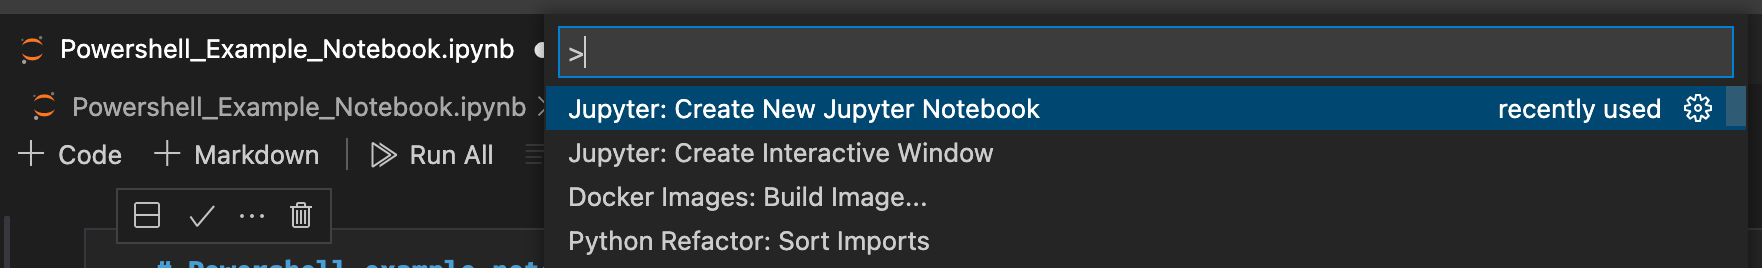 Powershell_Example_Notebook.ipynb
>
Powershell_Example_Notebook.ipynb
Jupyter: Create New Jupyter Notebook recently used
+ Code + Markdown Run All
Jupyter: Create Interactive Window
Docker Images: Build Image...
Python Refactor: Sort Imports
# Powershell example